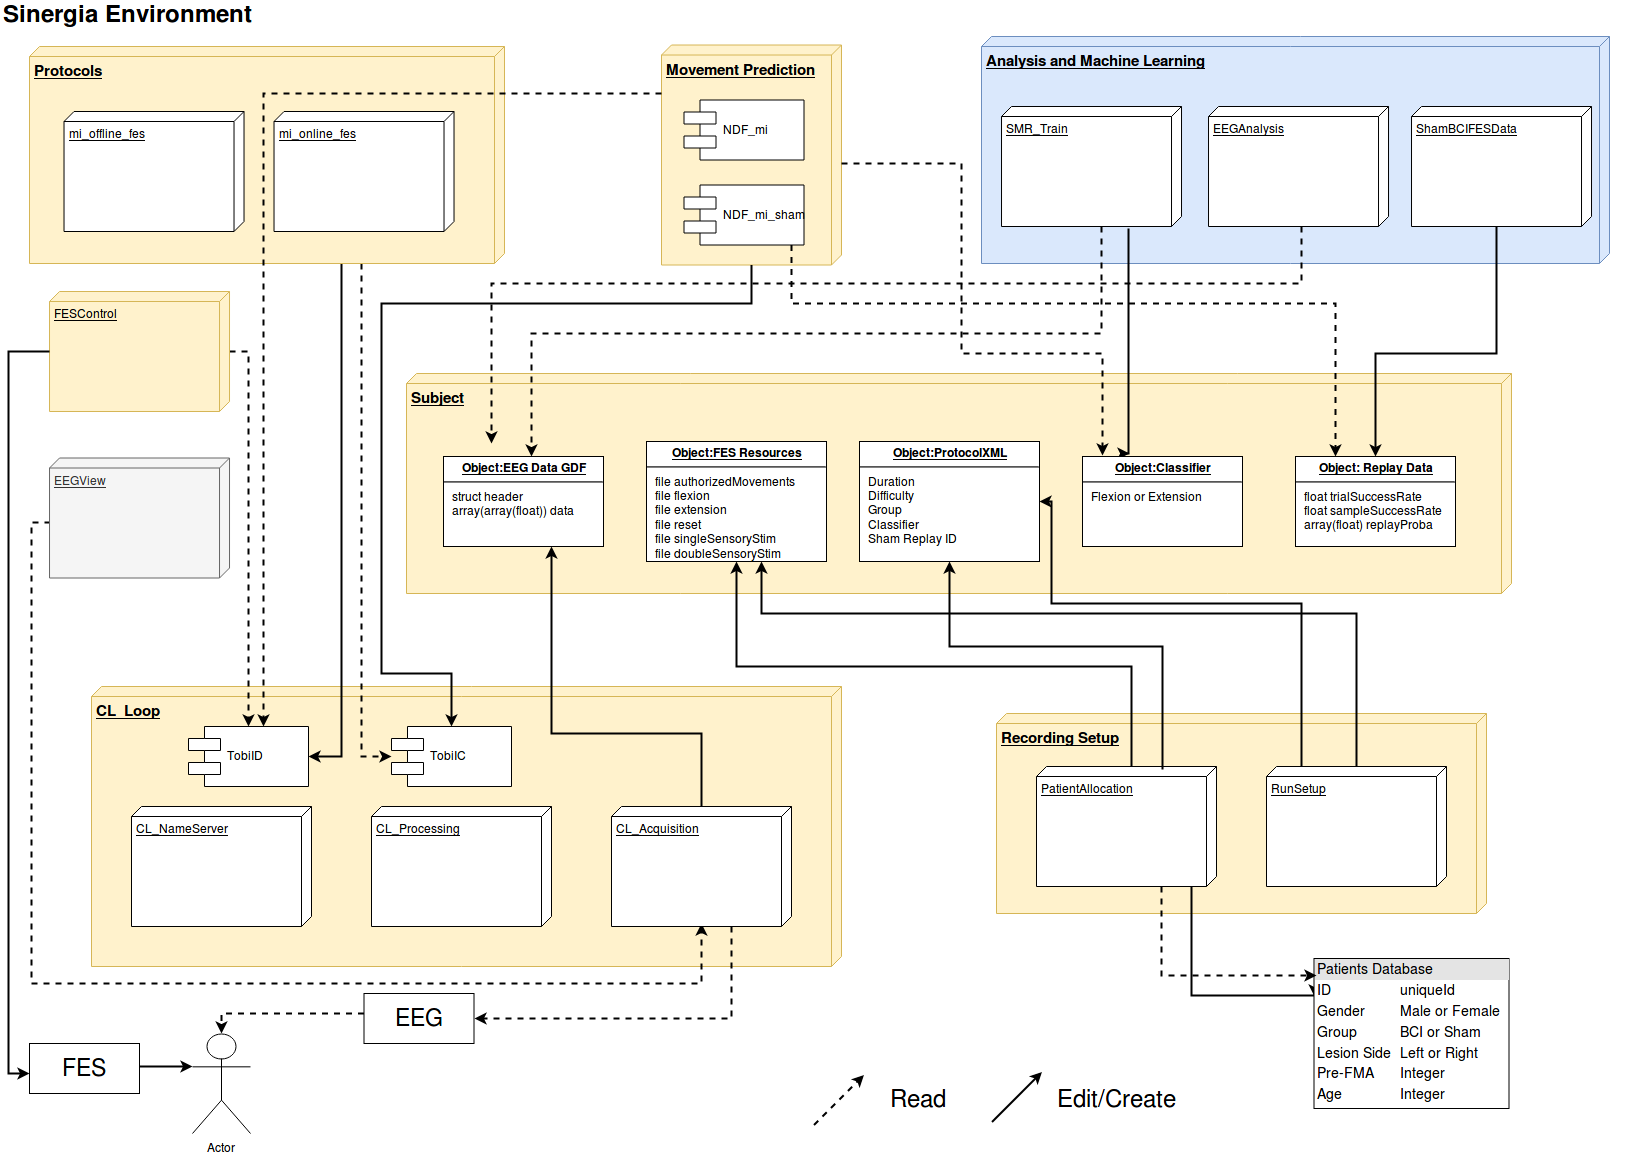 Sinergia Environment
Protocols
mi_offline_fes
mi_online_fes
Movement Prediction
NDF_mi
NDF_mi_sham
Analysis and Machine Learning
SMR_Train
EEGAnalysis
ShamBCIFESData
FESControl
EEGView
Subject
Object:EEG Data GDF
struct header
array(array(float)) data
Object:FES Resources
file authorizedMovements
file flexion
file extension
file reset
file singleSensoryStim
file doubleSensoryStim
Object:ProtocolXML
Duration
Difficulty
Group
Classifier
Sham Replay ID
Object:Classifier
Flexion or Extension
Object: Replay Data
float trialSuccessRate
float sampleSuccessRate
array(float) replayProba
CL_Loop
TobiID
TobiIC
CL_NameServer
CL_Processing
CL_Acquisition
Recording Setup
PatientAllocation
RunSetup
Patients Database
ID uniqueId
Gender Male or Female
Group BCI or Sham
Lesion Side Left or Right
Pre-FMA Integer
Age Integer
EEG
FES
Actor
Read
Edit/Create